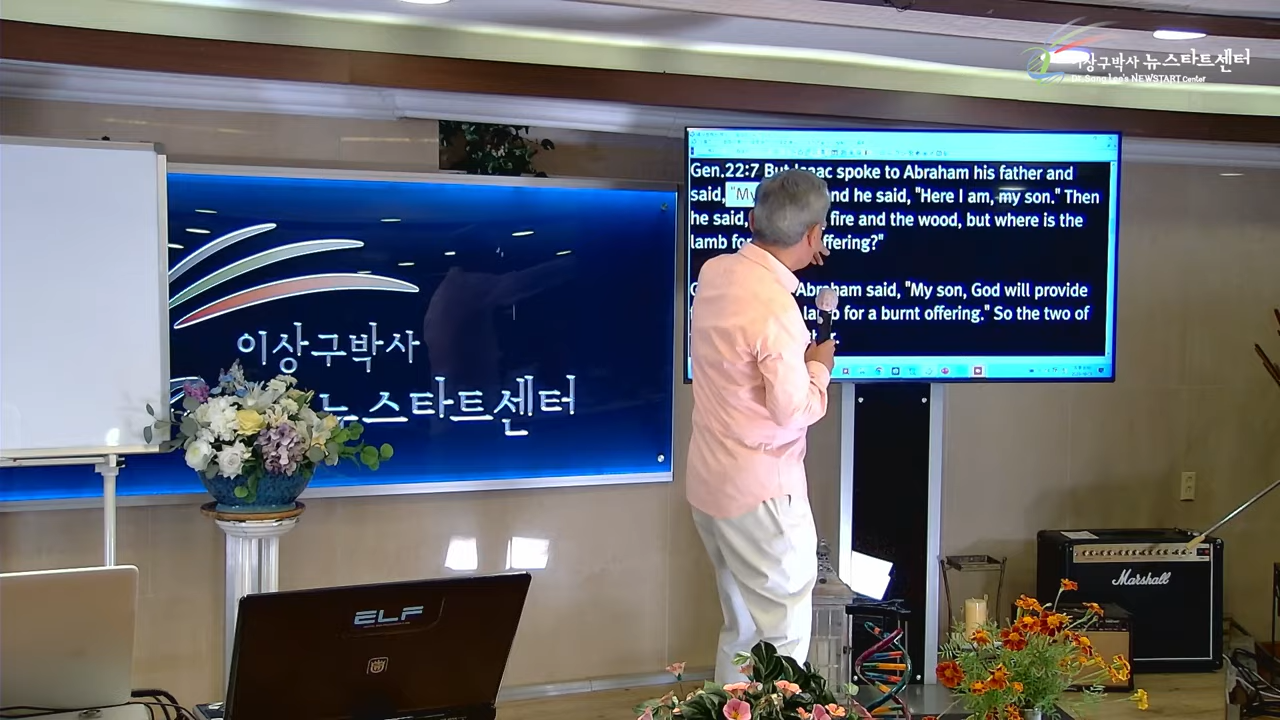 이상구박사 뉴스타트센터
Dr. Sang Lee's NEWSTART Center
Gen.22:7 But Isaac spoke to Abraham his father and
said, "My and he said, "Here I am, my son." Then
he said, fire and the wood, but where is the
lamb for offering?"
Abraham said, "My son, God will provide
lamb for a burnt offering." So the two of
이상구박사
뉴스타트센터
ELF
Marshall